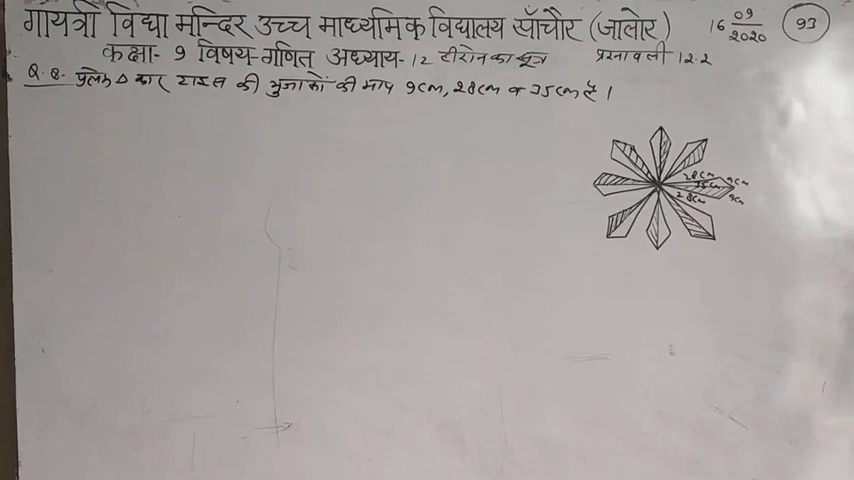 गायत्री विद्या मन्दिर उच्च माध्यमिक विद्यालय साँचौर (जालोर) 16 09/2020 93
कक्षा- 9 विषय-गणित अध्याय-12 हीरोन का सूत्र प्रश्नावली 12.2
Q.8- प्रत्येक Δ कार टाइल की भुजाओं की माप 9cm, 28cm व 35cm है।
28cm 9cm
35cm
28cm 9cm